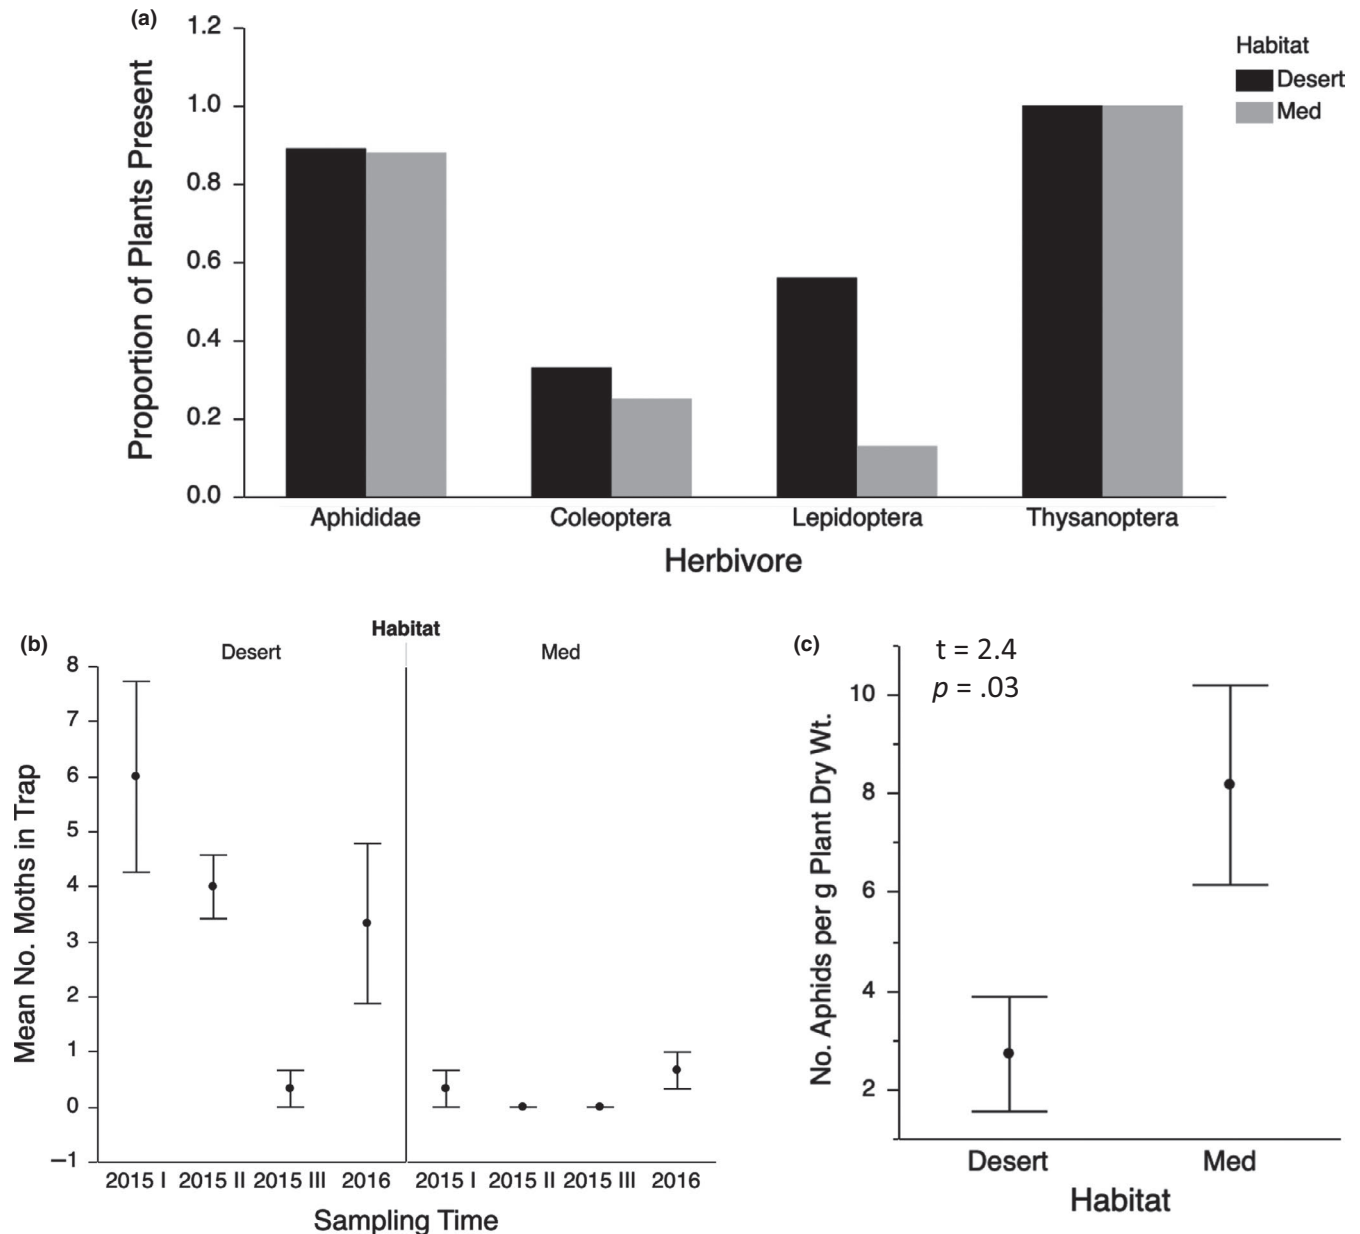 (a)
1.2
1.0
0.8
0.6
0.4
0.2
0.0
Proportion of Plants Present
Aphididae Coleoptera Lepidoptera Thysanoptera
Herbivore
Habitat
Desert
Med
(b)
Habitat
Desert Med
8
7
6
5
4
3
2
1
0
–1
Mean No. Moths in Trap
2015 I 2015 II 2015 III 2016 2015 I 2015 II 2015 III 2016
Sampling Time
(c)
t = 2.4
p = .03
10
8
6
4
2
No. Aphids per g Plant Dry Wt.
Desert Med
Habitat